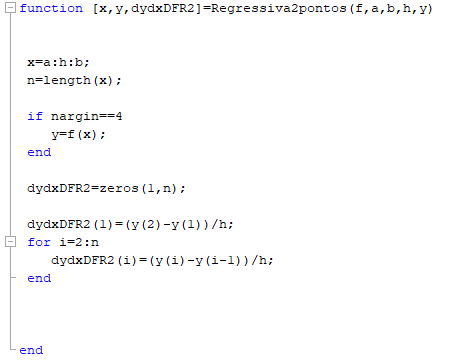 function [x,y,dydxDFR2]=Regressiva2pontos(f,a,b,h,y)
x=a:h:b;
n=length(x);
if nargin==4
y=f(x);
end
dydxDFR2=zeros(1,n);
dydxDFR2(1)=(y(2)-y(1))/h;
for i=2:n
dydxDFR2(i)=(y(i)-y(i-1))/h;
end
end